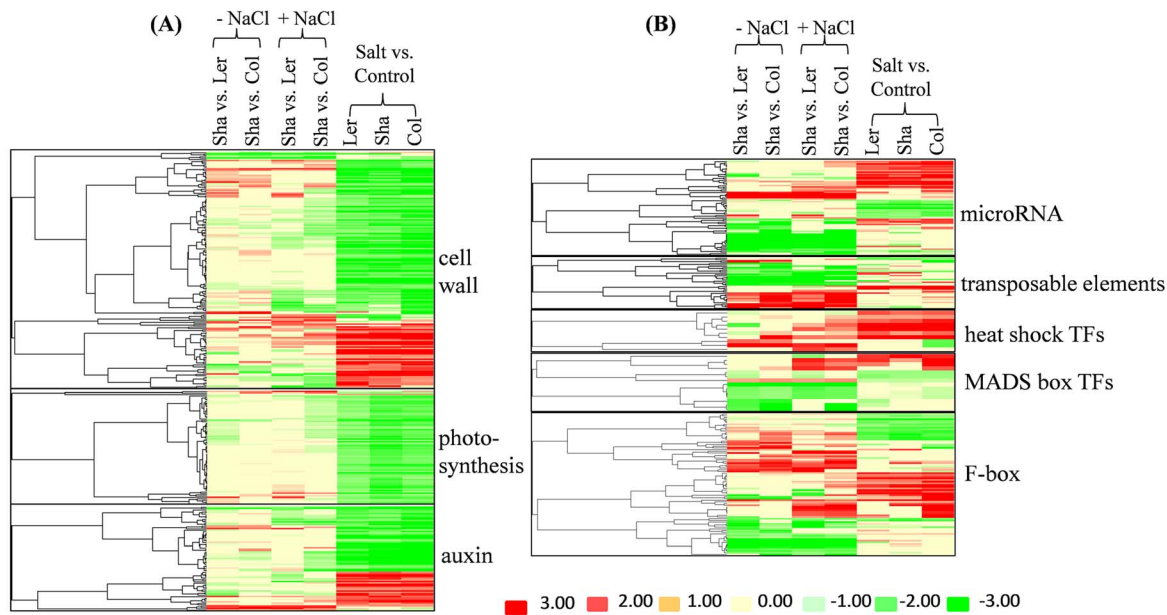 (A)
- NaCl + NaCl
Salt vs.
Control
Sha vs. Ler
Sha vs. Col
Sha vs. Ler
Sha vs. Col
Ler
Sha
Col
cell
wall
photo-
synthesis
auxin
(B)
- NaCl + NaCl
Salt vs.
Control
Sha vs. Ler
Sha vs. Col
Sha vs. Ler
Sha vs. Col
Ler
Sha
Col
microRNA
transposable elements
heat shock TFs
MADS box TFs
F-box
3.00 2.00 1.00 0.00 -1.00 -2.00 -3.00